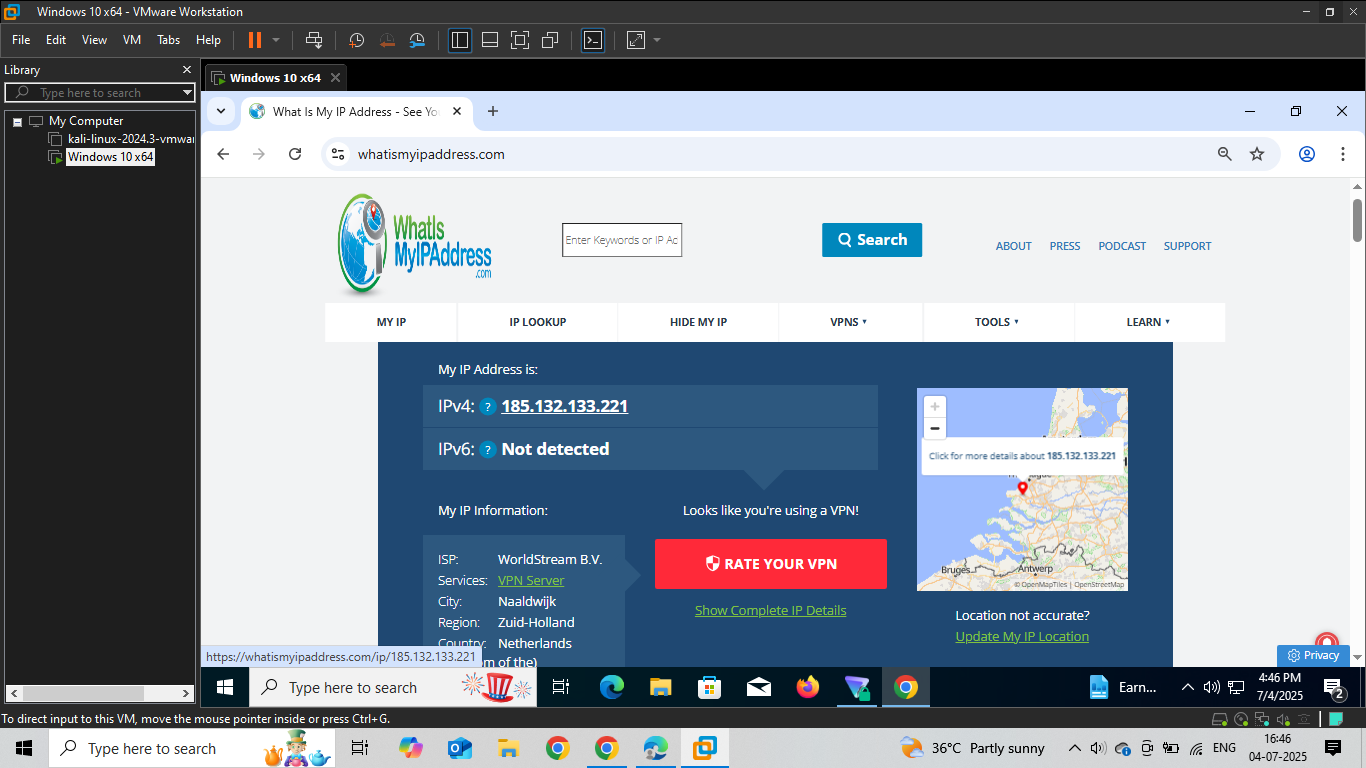 Windows 10 x64 - VMware Workstation
File Edit View VM Tabs Help
Library
Type here to search
My Computer
kali-linux-2024.3-vmwar
Windows 10 x64
Windows 10 x64
What Is My IP Address - See Yo
whatismyipaddress.com
WhatIs
MyIPAddress
.com
Enter Keywords or IP Ac
Search
ABOUT PRESS PODCAST SUPPORT
MY IP IP LOOKUP HIDE MY IP VPNS TOOLS LEARN
My IP Address is:
IPv4: ? 185.132.133.221
IPv6: ? Not detected
Click for more details about 185.132.133.221
My IP Information:
Looks like you're using a VPN!
ISP: WorldStream B.V.
Services: VPN Server
City: Naaldwijk
Region: Zuid-Holland
Country: Netherlands
om of the)
RATE YOUR VPN
Show Complete IP Details
Bruges Antwerp
© OpenMapTiles | OpenStreetMap
Location not accurate?
Update My IP Location
https://whatismyipaddress.com/ip/185.132.133.221
Privacy
Type here to search
Earn...
4:46 PM
7/4/2025
2
To direct input to this VM, move the mouse pointer inside or press Ctrl+G.
Type here to search
36°C Partly sunny
ENG
16:46
04-07-2025